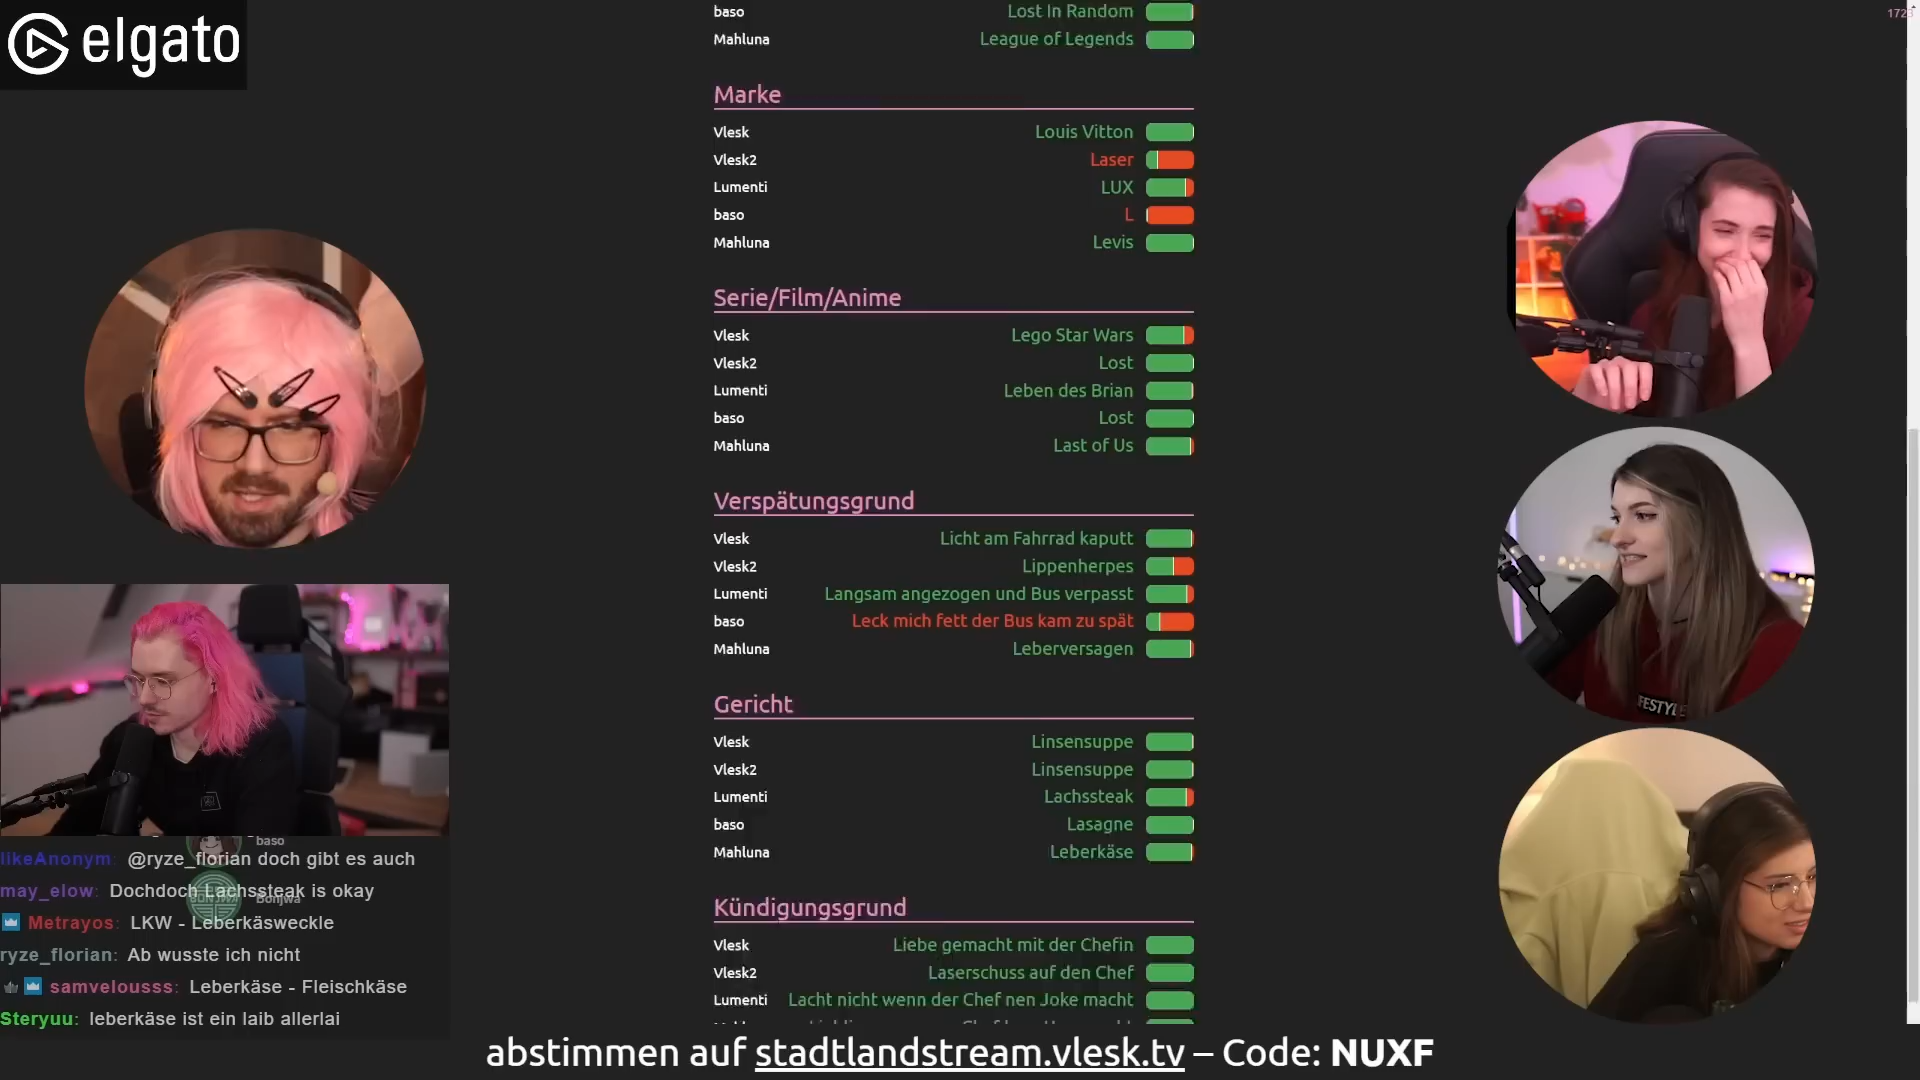 elgato
baso Lost In Random
Mahluna League of Legends
Marke
Vlesk Louis Vitton
Vlesk2 Laser
Lumenti LUX
baso L
Mahluna Levis
Serie/Film/Anime
Vlesk Lego Star Wars
Vlesk2 Lost
Lumenti Leben des Brian
baso Lost
Mahluna Last of Us
Verspätungsgrund
Vlesk Licht am Fahrrad kaputt
Vlesk2 Lippenherpes
Lumenti Langsam angezogen und Bus verpasst
baso Leck mich fett der Bus kam zu spät
Mahluna Leberversagen
Gericht
Vlesk Linsensuppe
Vlesk2 Linsensuppe
Lumenti Lachssteak
baso Lasagne
Mahluna Leberkäse
Kündigungsgrund
Vlesk Liebe gemacht mit der Chefin
Vlesk2 Laserschuss auf den Chef
Lumenti Lacht nicht wenn der Chef nen Joke macht
baso
likeAnonym: @ryze_florian doch gibt es auch
may_elow: Dochdoch Lachssteak is okay
Bonjwa
Metrayos: LKW - Leberkäsweckle
ryze_florian: Ab wusste ich nicht
samvelousss: Leberkäse - Fleischkäse
Steryuu: leberkäse ist ein laib allerlai
abstimmen auf stadtlandstream.vlesk.tv – Code: NUXF